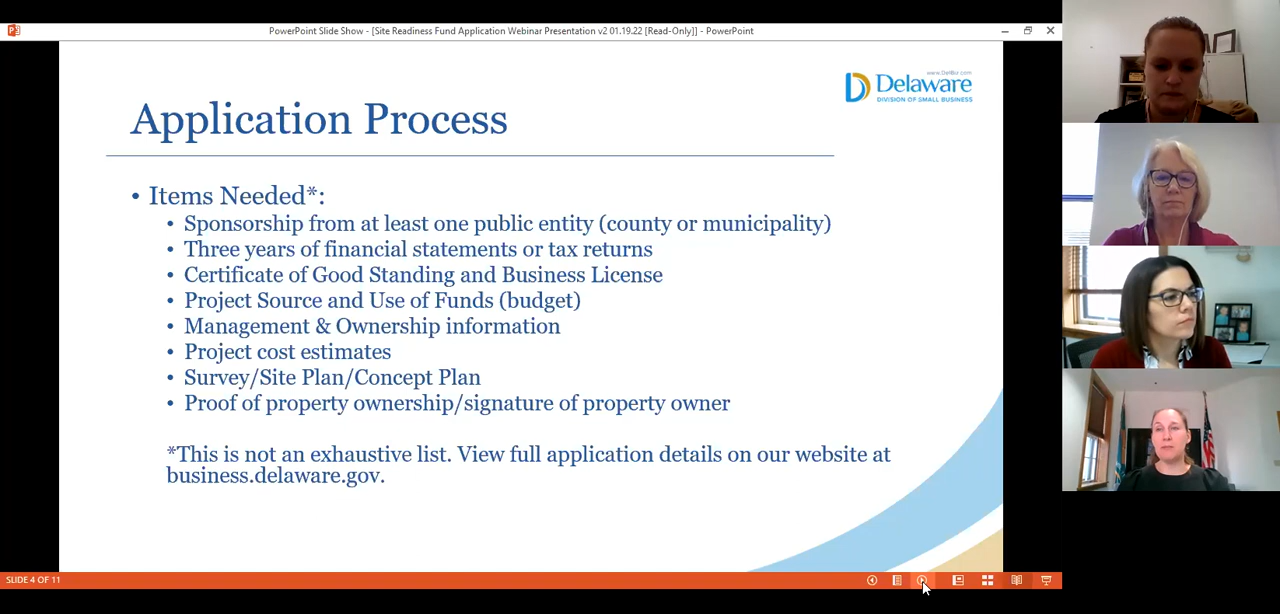 PowerPoint Slide Show - [Site Readiness Fund Application Webinar Presentation v2 01.19.22 [Read-Only]] - PowerPoint
www.DelBiz.com
Delaware
DIVISION OF SMALL BUSINESS
Application Process
• Items Needed*:
• Sponsorship from at least one public entity (county or municipality)
• Three years of financial statements or tax returns
• Certificate of Good Standing and Business License
• Project Source and Use of Funds (budget)
• Management & Ownership information
• Project cost estimates
• Survey/Site Plan/Concept Plan
• Proof of property ownership/signature of property owner
*This is not an exhaustive list. View full application details on our website at
business.delaware.gov.
SLIDE 4 OF 11